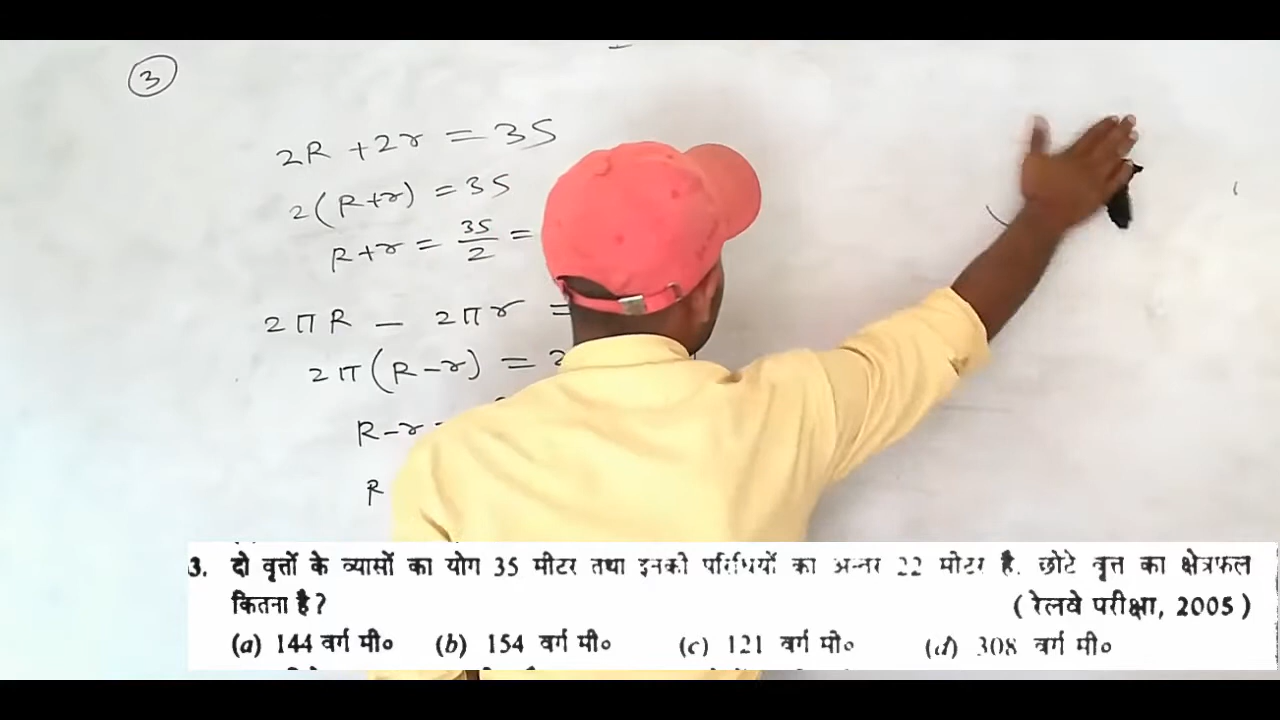 3
2R + 2r = 35
2(R+r) = 35
R+r = 35/2 =
2πR - 2πr =
2π(R-r) =
R-r
R
3. दो वृत्तों के व्यासों का योग 35 मीटर तथा इनकी परिधियों का अन्तर 22 मीटर है. छोटे वृत्त का क्षेत्रफल
कितना है? (रेलवे परीक्षा, 2005)
(a) 144 वर्ग मी० (b) 154 वर्ग मी० (c) 121 वर्ग मी० (d) 308 वर्ग मी०